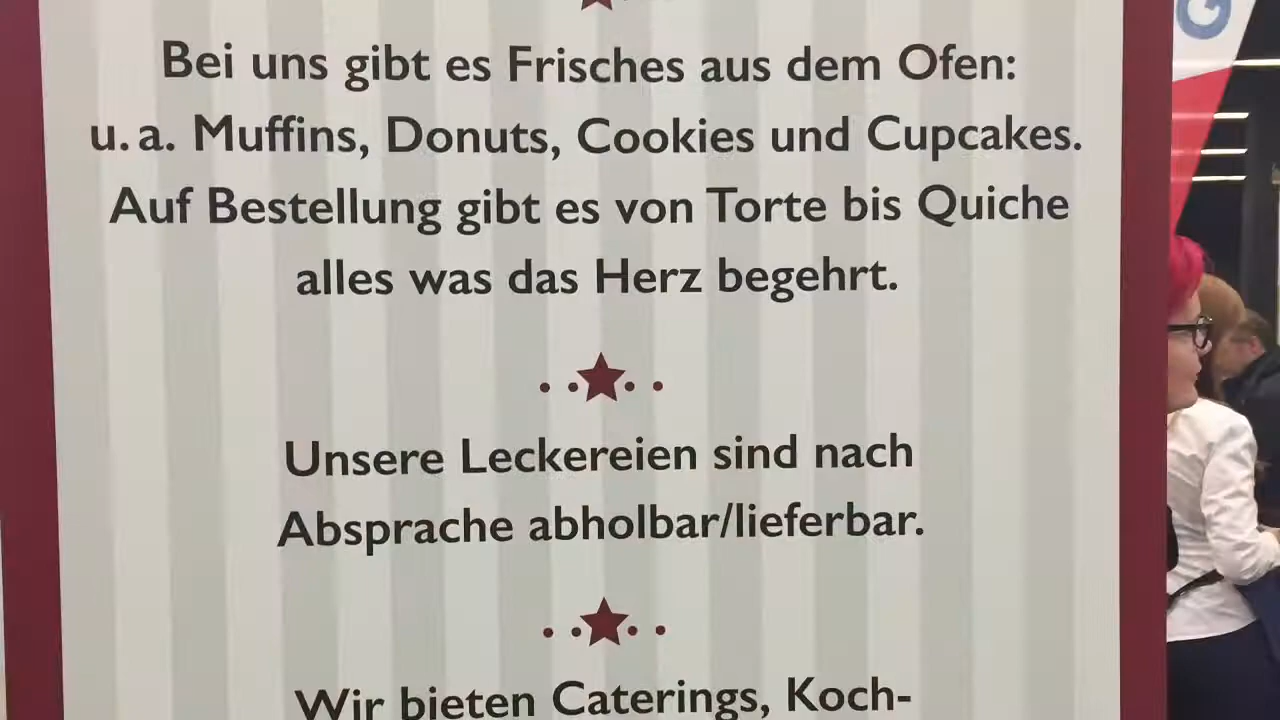 Bei uns gibt es Frisches aus dem Ofen:
u. a. Muffins, Donuts, Cookies und Cupcakes.
Auf Bestellung gibt es von Torte bis Quiche
alles was das Herz begehrt.
Unsere Leckereien sind nach
Absprache abholbar/lieferbar.
Wir bieten Caterings, Koch-
G